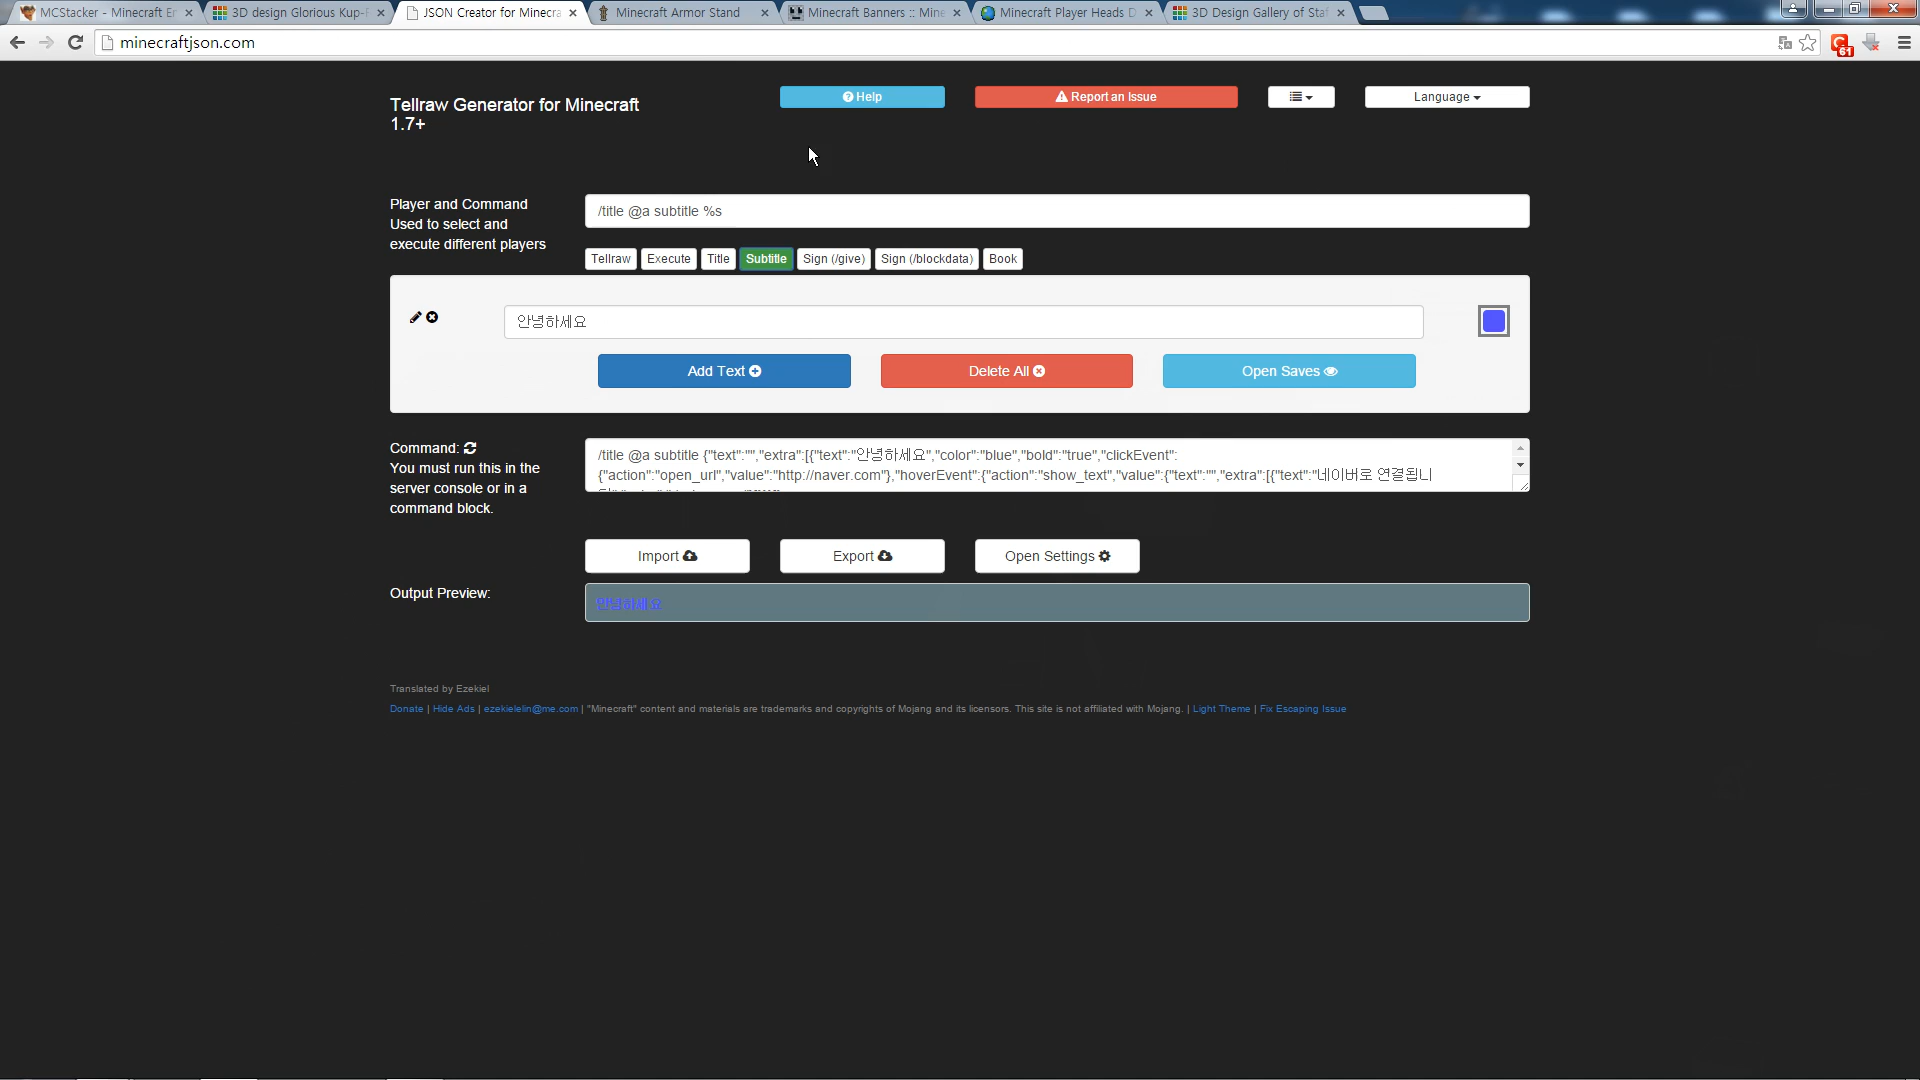 MCStacker - Minecraft En
3D design Glorious Kup-
JSON Creator for Minecra
Minecraft Armor Stand
Minecraft Banners :: Mine
Minecraft Player Heads D
3D Design Gallery of Sta
minecraftjson.com
61
Tellraw Generator for Minecraft
1.7+
Help
Report an Issue
Language
Player and Command
Used to select and
execute different players
/title @a subtitle %s
Tellraw
Execute
Title
Subtitle
Sign (/give)
Sign (/blockdata)
Book
안녕하세요
Add Text
Delete All
Open Saves
Command:
You must run this in the
server console or in a
command block.
/title @a subtitle {"text":"","extra":[{"text":"안녕하세요","color":"blue","bold":"true","clickEvent":
{"action":"open_url","value":"http://naver.com"},"hoverEvent":{"action":"show_text","value":{"text":"","extra":[{"text":"네이버로 연결됩니
Import
Export
Open Settings
Output Preview:
안녕하세요
Translated by Ezekiel
Donate | Hide Ads | ezekielelin@me.com | "Minecraft" content and materials are trademarks and copyrights of Mojang and its licensors. This site is not affiliated with Mojang. | Light Theme | Fix Escaping Issue